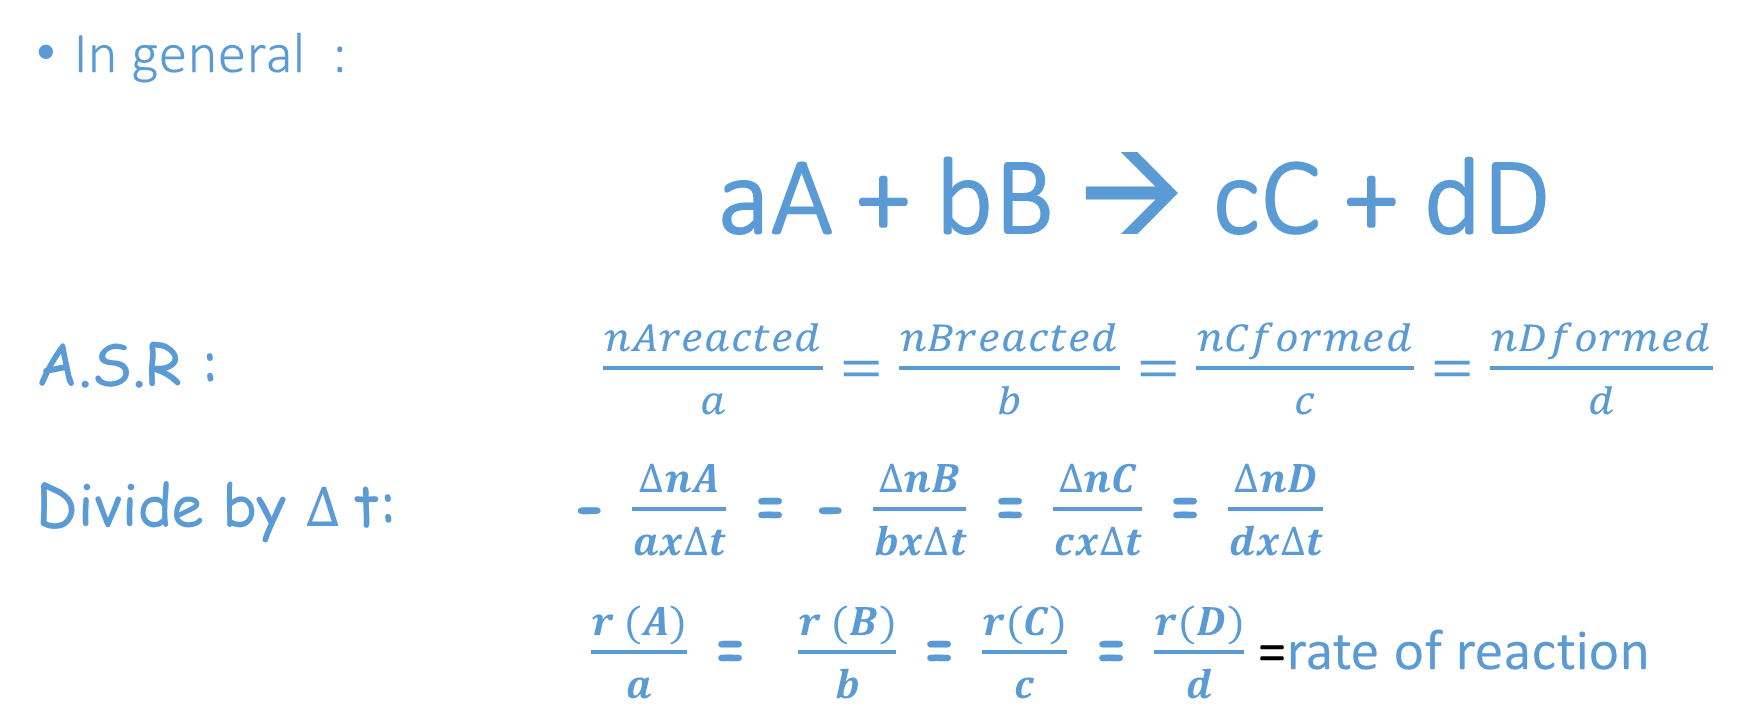 • In general :
aA + bB → cC + dD
A.S.R : nAreacted/a = nBreacted/b = nCformed/c = nDformed/d
Divide by Δ t: - ΔnA/axΔt = - ΔnB/bxΔt = ΔnC/cxΔt = ΔnD/dxΔt
r (A)/a = r (B)/b = r(C)/c = r(D)/d =rate of reaction